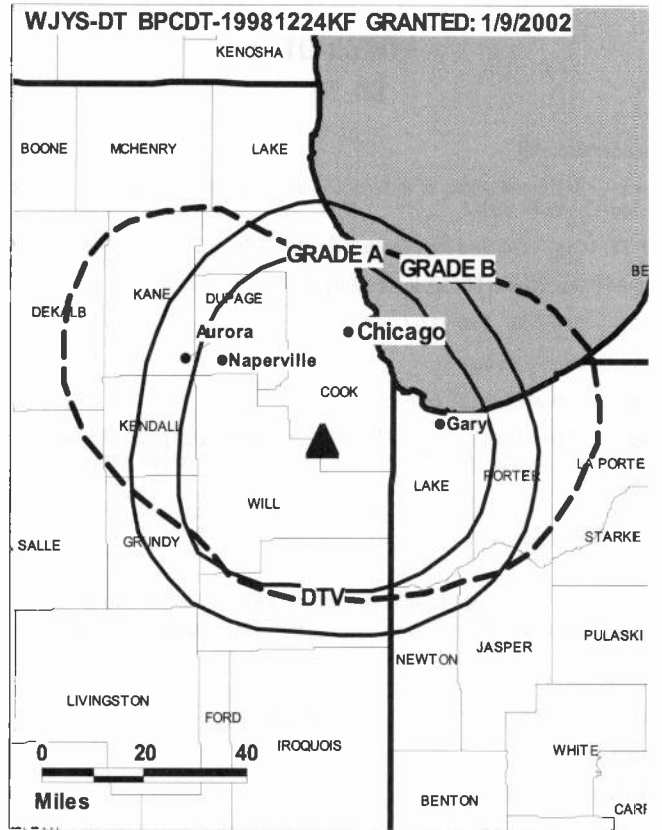 WJYS-DT BPCDT-19981224KF GRANTED: 1/9/2002
KENOSHA
BOONE
MCHENRY
LAKE
GRADE A
GRADE B
BE
KANE
DUPAGE
DEKALB
Aurora
Chicago
Naperville
COOK
KENDALL
Gary
LAKE
PORTER
LA PORTE
WILL
SALLE
GRUNDY
STARKE
DTV
NEWTON
JASPER
PULASKI
LIVINGSTON
FORD
IROQUOIS
WHITE
0 20 40
Miles
BENTON
CARR